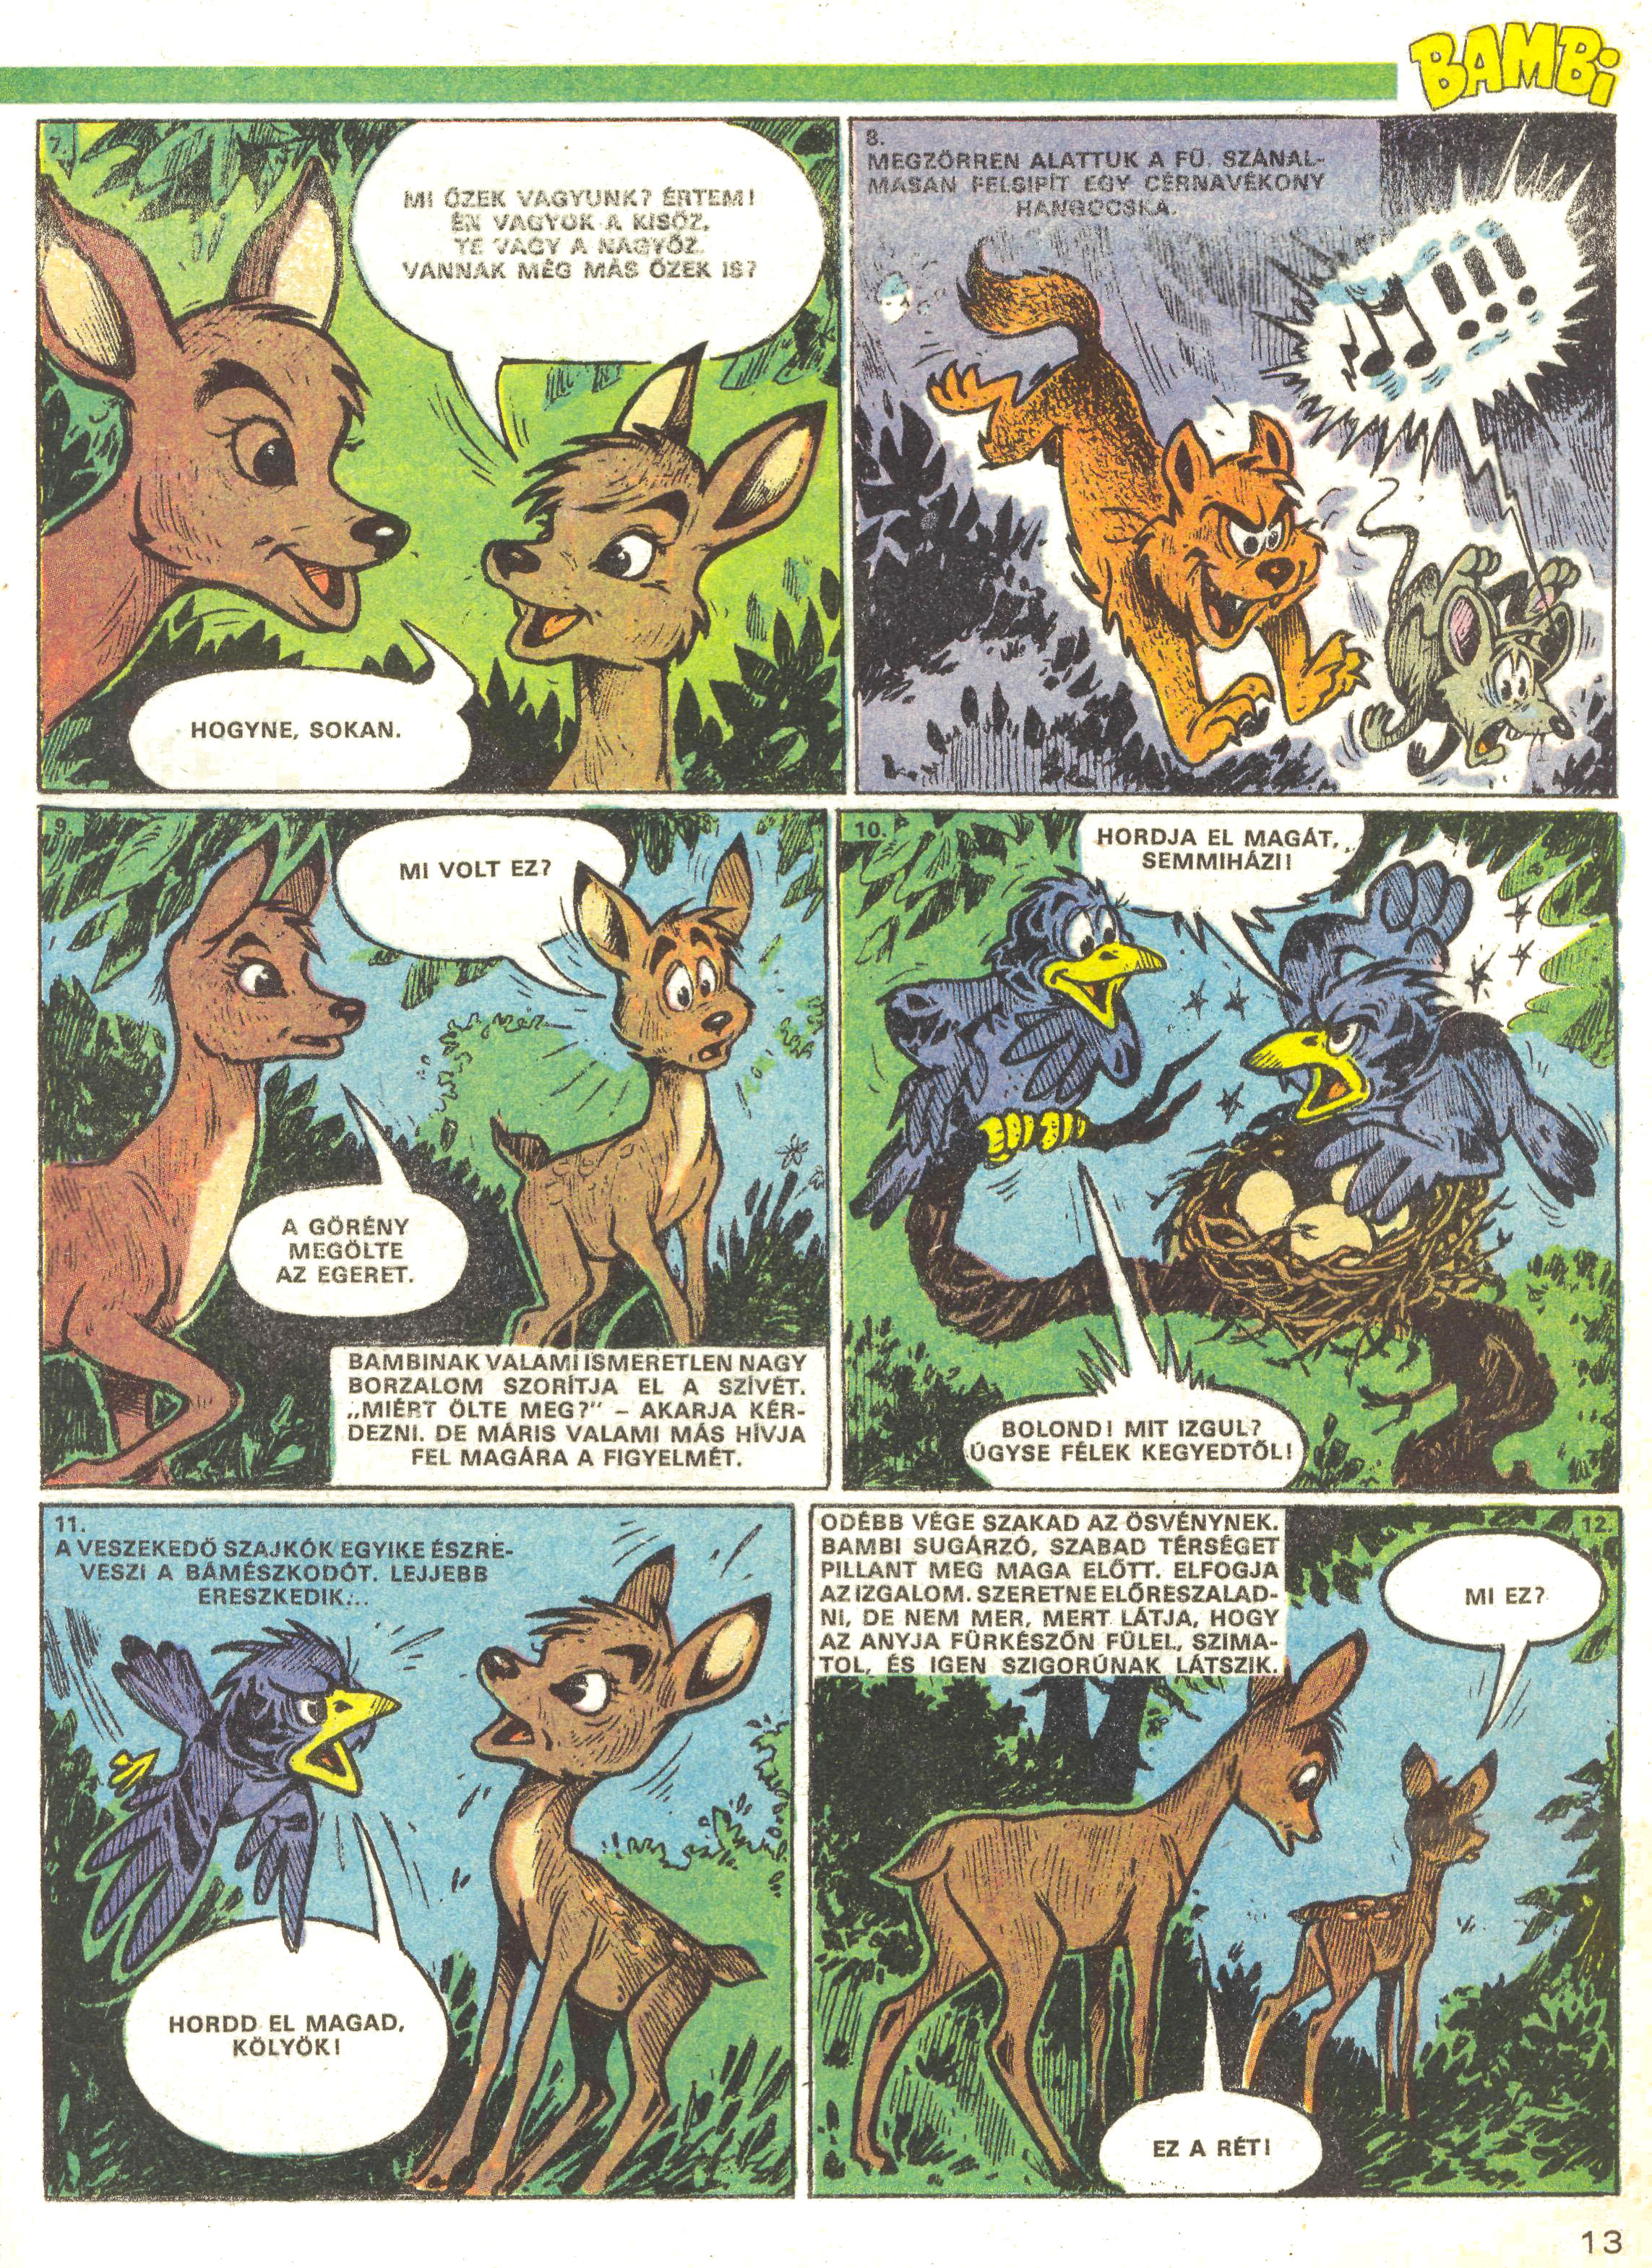 BAMBi
7.
MI ŐZEK VAGYUNK? ÉRTEM!
ÉN VAGYOK A KISŐZ,
TE VAGY A NAGYŐZ.
VANNAK MÉG MÁS ŐZEK IS?
HOGYNE, SOKAN.
8.
MEGZÖRREN ALATTUK A FŰ. SZÁNAL-
MASAN FELSIPÍT EGY CÉRNAVÉKONY
HANGOCSKA.
9.
MI VOLT EZ?
A GÖRÉNY
MEGÖLTE
AZ EGERET.
BAMBINAK VALAMI ISMERETLEN NAGY
BORZALOM SZORÍTJA EL A SZÍVÉT.
„MIÉRT ÖLTE MEG?" – AKARJA KÉR-
DEZNI. DE MÁRIS VALAMI MÁS HÍVJA
FEL MAGÁRA A FIGYELMÉT.
10.
HORDJA EL MAGÁT,
SEMMIHÁZI!
BOLOND! MIT IZGUL?
ÚGYSE FÉLEK KEGYEDTŐL!
11.
A VESZEKEDŐ SZAJKÓK EGYIKE ÉSZRE-
VESZI A BÁMÉSZKODÓT. LEJJEBB
ERESZKEDIK...
HORDD EL MAGAD,
KÖLYÖK!
12.
ODÉBB VÉGE SZAKAD AZ ÖSVÉNYNEK.
BAMBI SUGÁRZÓ, SZABAD TÉRSÉGET
PILLANT MEG MAGA ELŐTT. ELFOGJA
AZ IZGALOM. SZERETNE ELŐRESZALAD-
NI, DE NEM MER, MERT LÁTJA, HOGY
AZ ANYJA FÜRKÉSZŐN FÜLEL, SZIMA-
TOL, ÉS IGEN SZIGORÚNAK LÁTSZIK.
MI EZ?
EZ A RÉT!
13